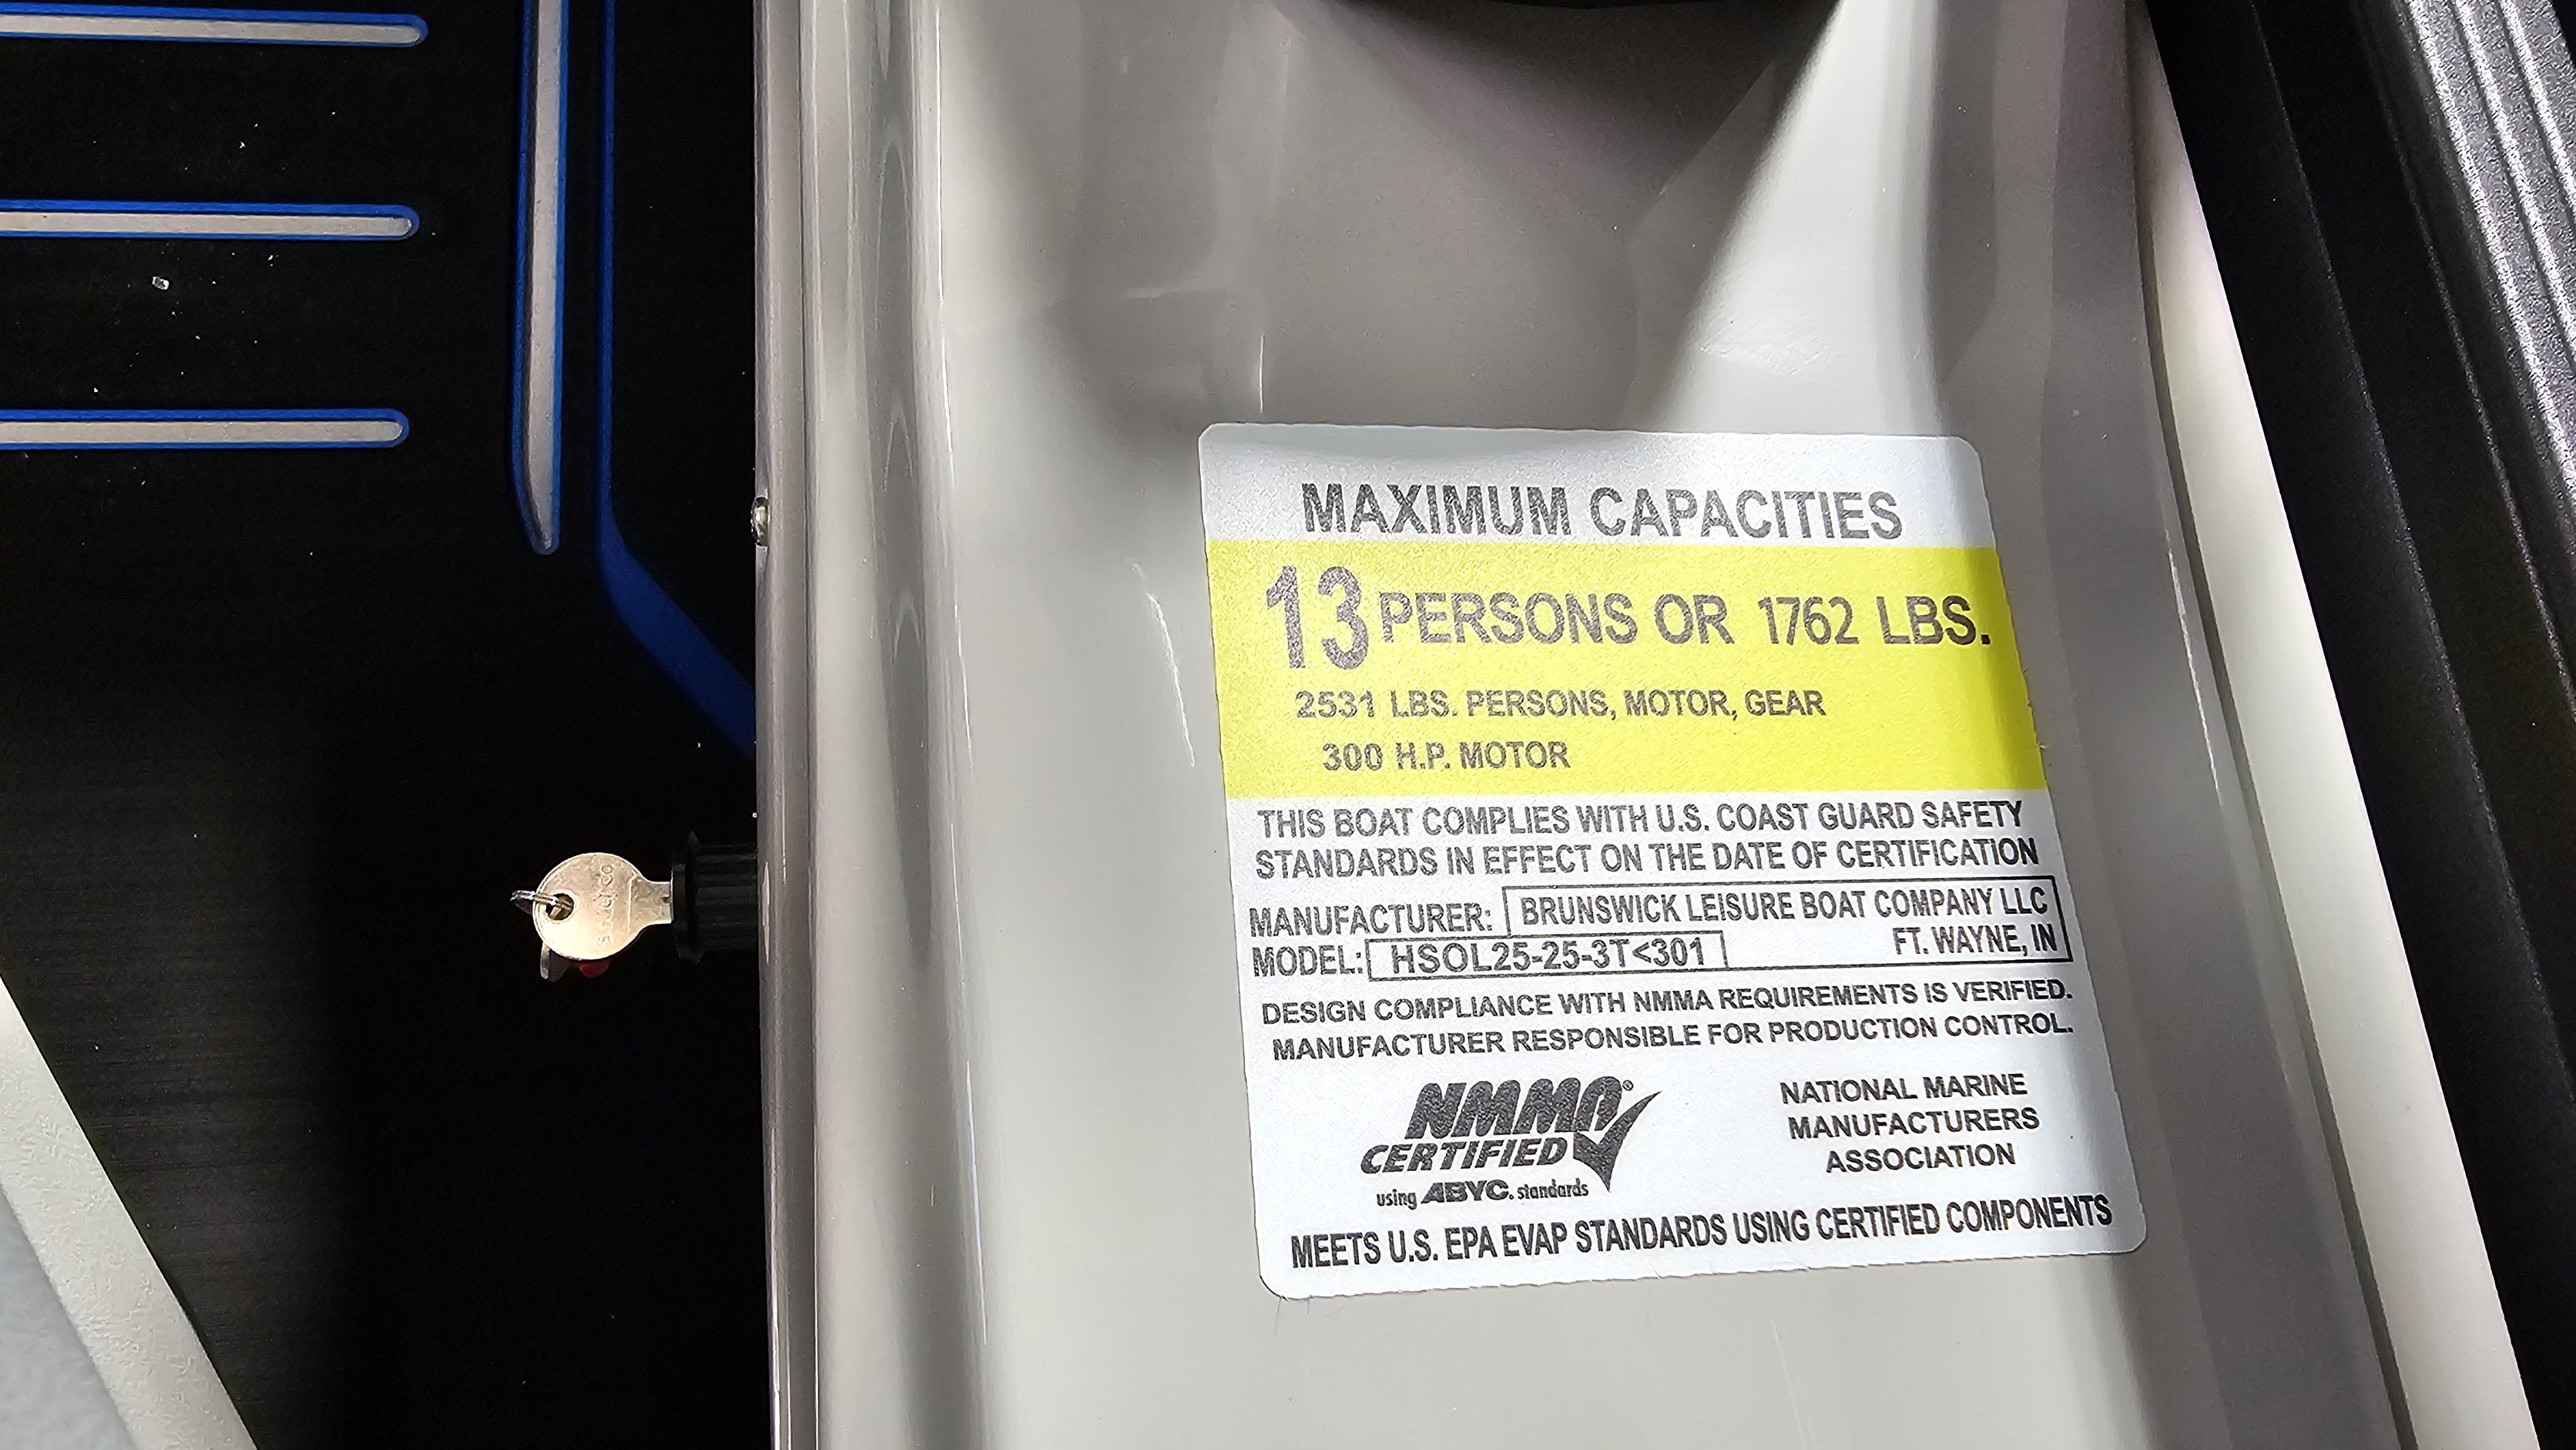 MAXIMUM CAPACITIES
13 PERSONS OR 1762 LBS.
2531 LBS. PERSONS, MOTOR, GEAR
300 H.P. MOTOR
THIS BOAT COMPLIES WITH U.S. COAST GUARD SAFETY
STANDARDS IN EFFECT ON THE DATE OF CERTIFICATION
MANUFACTURER: BRUNSWICK LEISURE BOAT COMPANY LLC
FT. WAYNE, IN
MODEL: HSOL25-25-3T<301
DESIGN COMPLIANCE WITH NMMA REQUIREMENTS IS VERIFIED.
MANUFACTURER RESPONSIBLE FOR PRODUCTION CONTROL.
NMMA®
CERTIFIED
using ABYC. standards
NATIONAL MARINE
MANUFACTURERS
ASSOCIATION
MEETS U.S. EPA EVAP STANDARDS USING CERTIFIED COMPONENTS